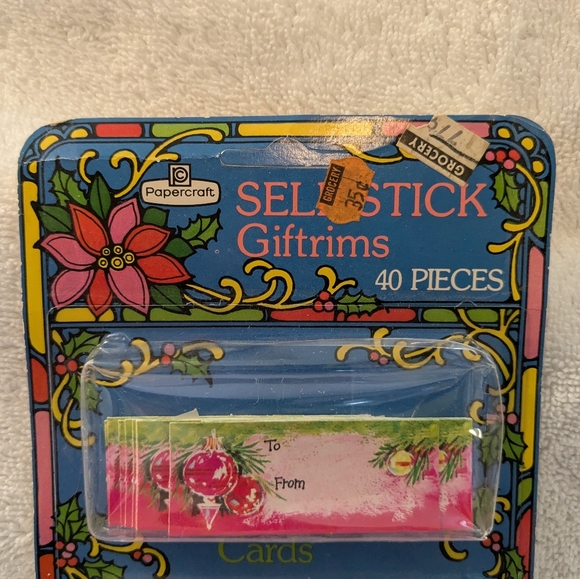 Papercraft
SELF STICK
Giftrims
40 PIECES
GROCERY
35¢
GROCERY
To
From
Cards